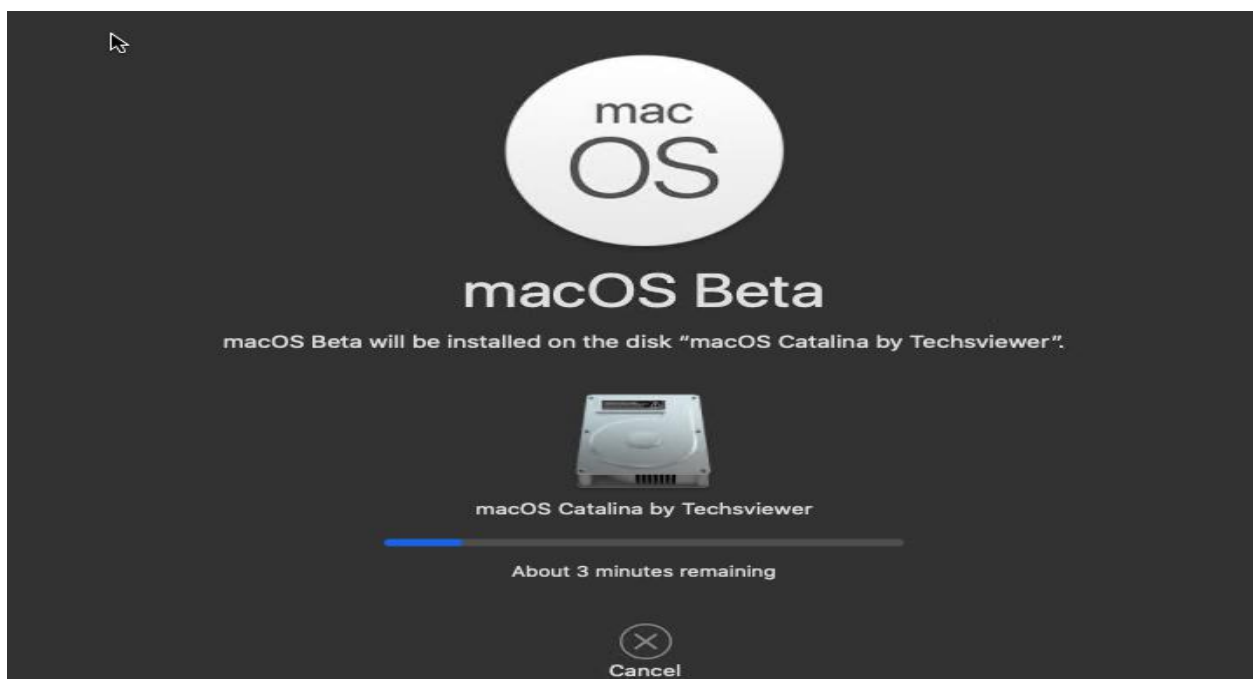 mac
OS
macOS Beta
macOS Beta will be installed on the disk “macOS Catalina by Techsviewer”.
macOS Catalina by Techsviewer
About 3 minutes remaining
Cancel